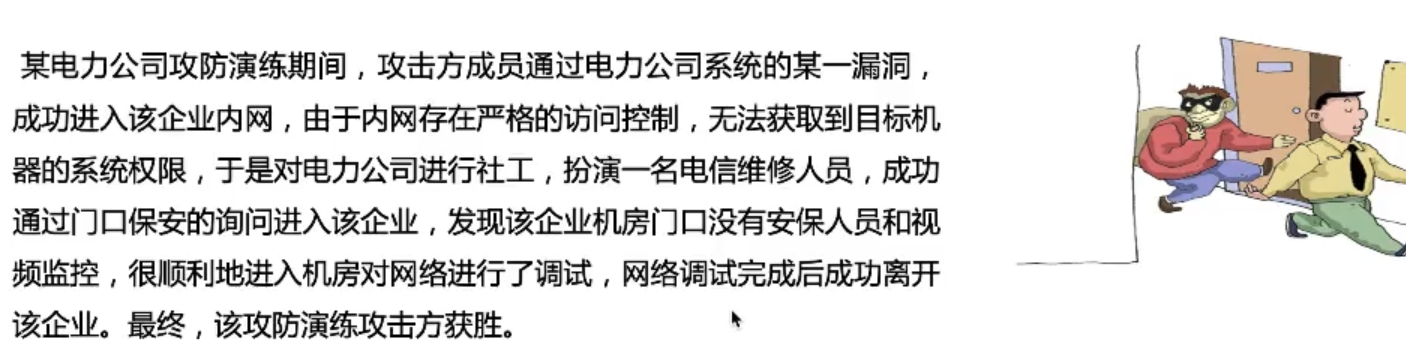 某电力公司攻防演练期间，攻击方成员通过电力公司系统的某一漏洞，
成功进入该企业内网，由于内网存在严格的访问控制，无法获取到目标机
器的系统权限，于是对电力公司进行社工，扮演一名电信维修人员，成功
通过门口保安的询问进入该企业，发现该企业机房门口没有安保人员和视
频监控，很顺利地进入机房对网络进行了调试，网络调试完成后成功离开
该企业。最终，该攻防演练攻击方获胜。